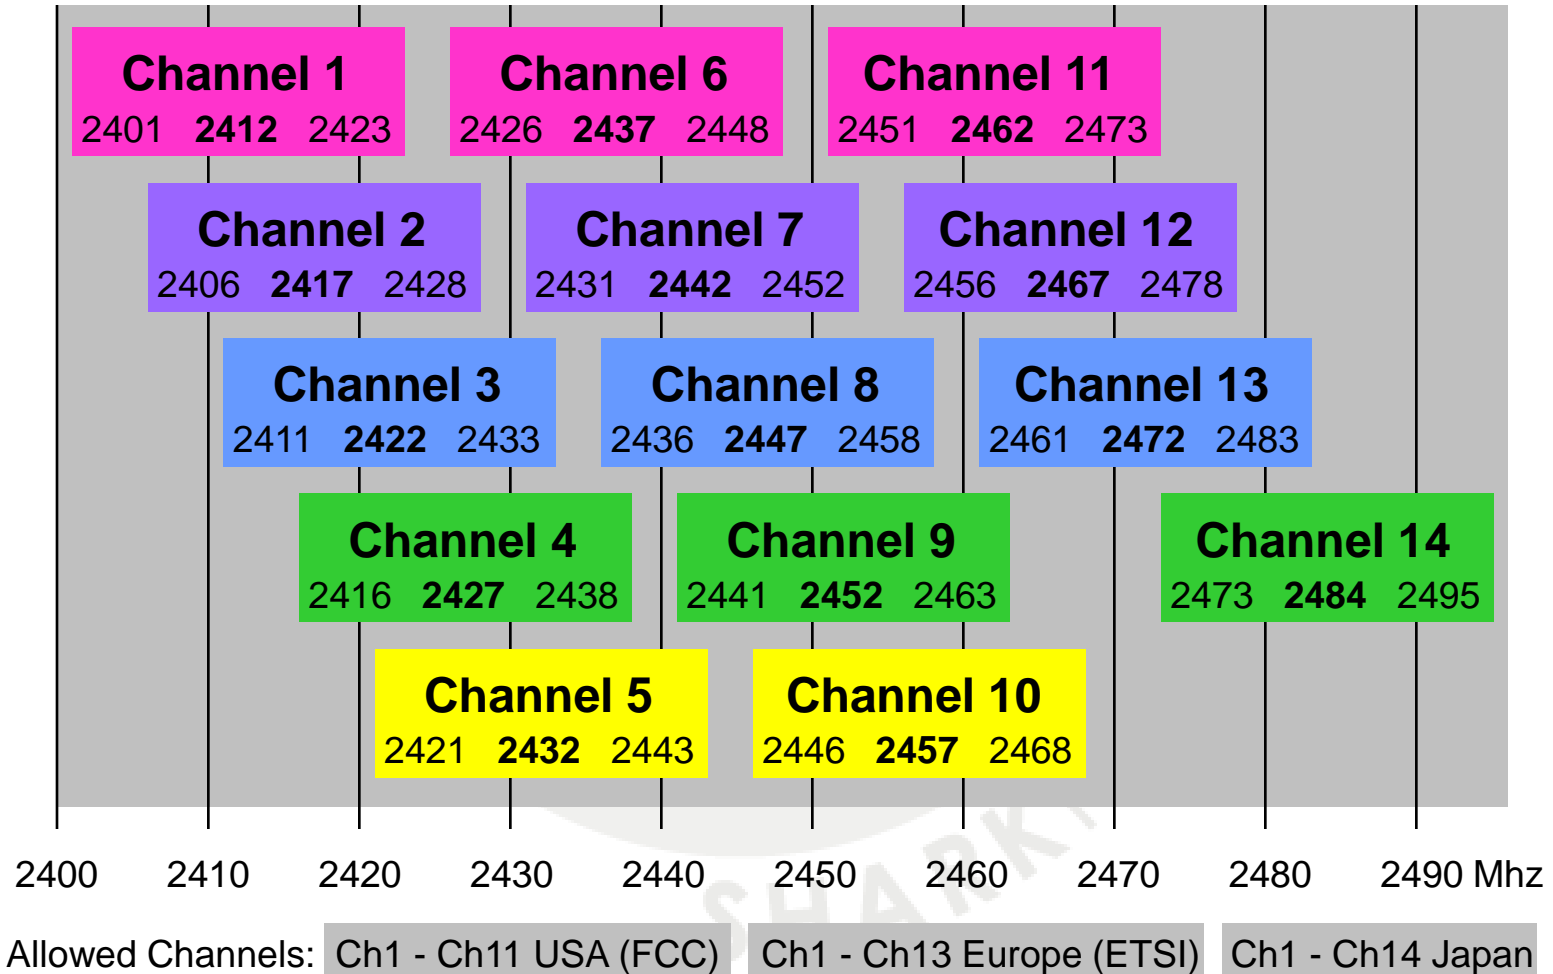 Channel 1 Channel 6 Channel 11
2401 2412 2423 2426 2437 2448 2451 2462 2473
Channel 2 Channel 7 Channel 12
2406 2417 2428 2431 2442 2452 2456 2467 2478
Channel 3 Channel 8 Channel 13
2411 2422 2433 2436 2447 2458 2461 2472 2483
Channel 4 Channel 9 Channel 14
2416 2427 2438 2441 2452 2463 2473 2484 2495
Channel 5 Channel 10
2421 2432 2443 2446 2457 2468
2400 2410 2420 2430 2440 2450 2460 2470 2480 2490 Mhz
Allowed Channels: Ch1 - Ch11 USA (FCC) Ch1 - Ch13 Europe (ETSI) Ch1 - Ch14 Japan